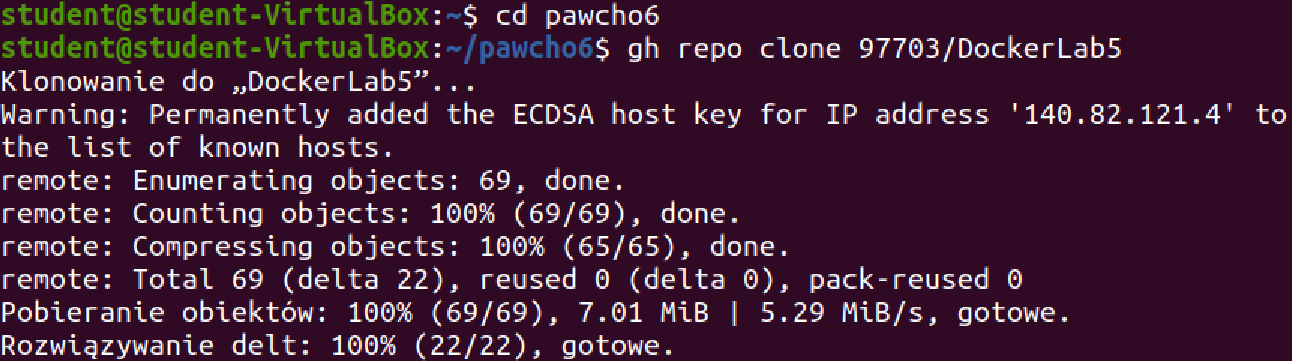 student@student-VirtualBox:~$ cd pawcho6
student@student-VirtualBox:~/pawcho6$ gh repo clone 97703/DockerLab5
Klonowanie do „DockerLab5”...
Warning: Permanently added the ECDSA host key for IP address '140.82.121.4' to
the list of known hosts.
remote: Enumerating objects: 69, done.
remote: Counting objects: 100% (69/69), done.
remote: Compressing objects: 100% (65/65), done.
remote: Total 69 (delta 22), reused 0 (delta 0), pack-reused 0
Pobieranie obiektów: 100% (69/69), 7.01 MiB | 5.29 MiB/s, gotowe.
Rozwiązywanie delt: 100% (22/22), gotowe.